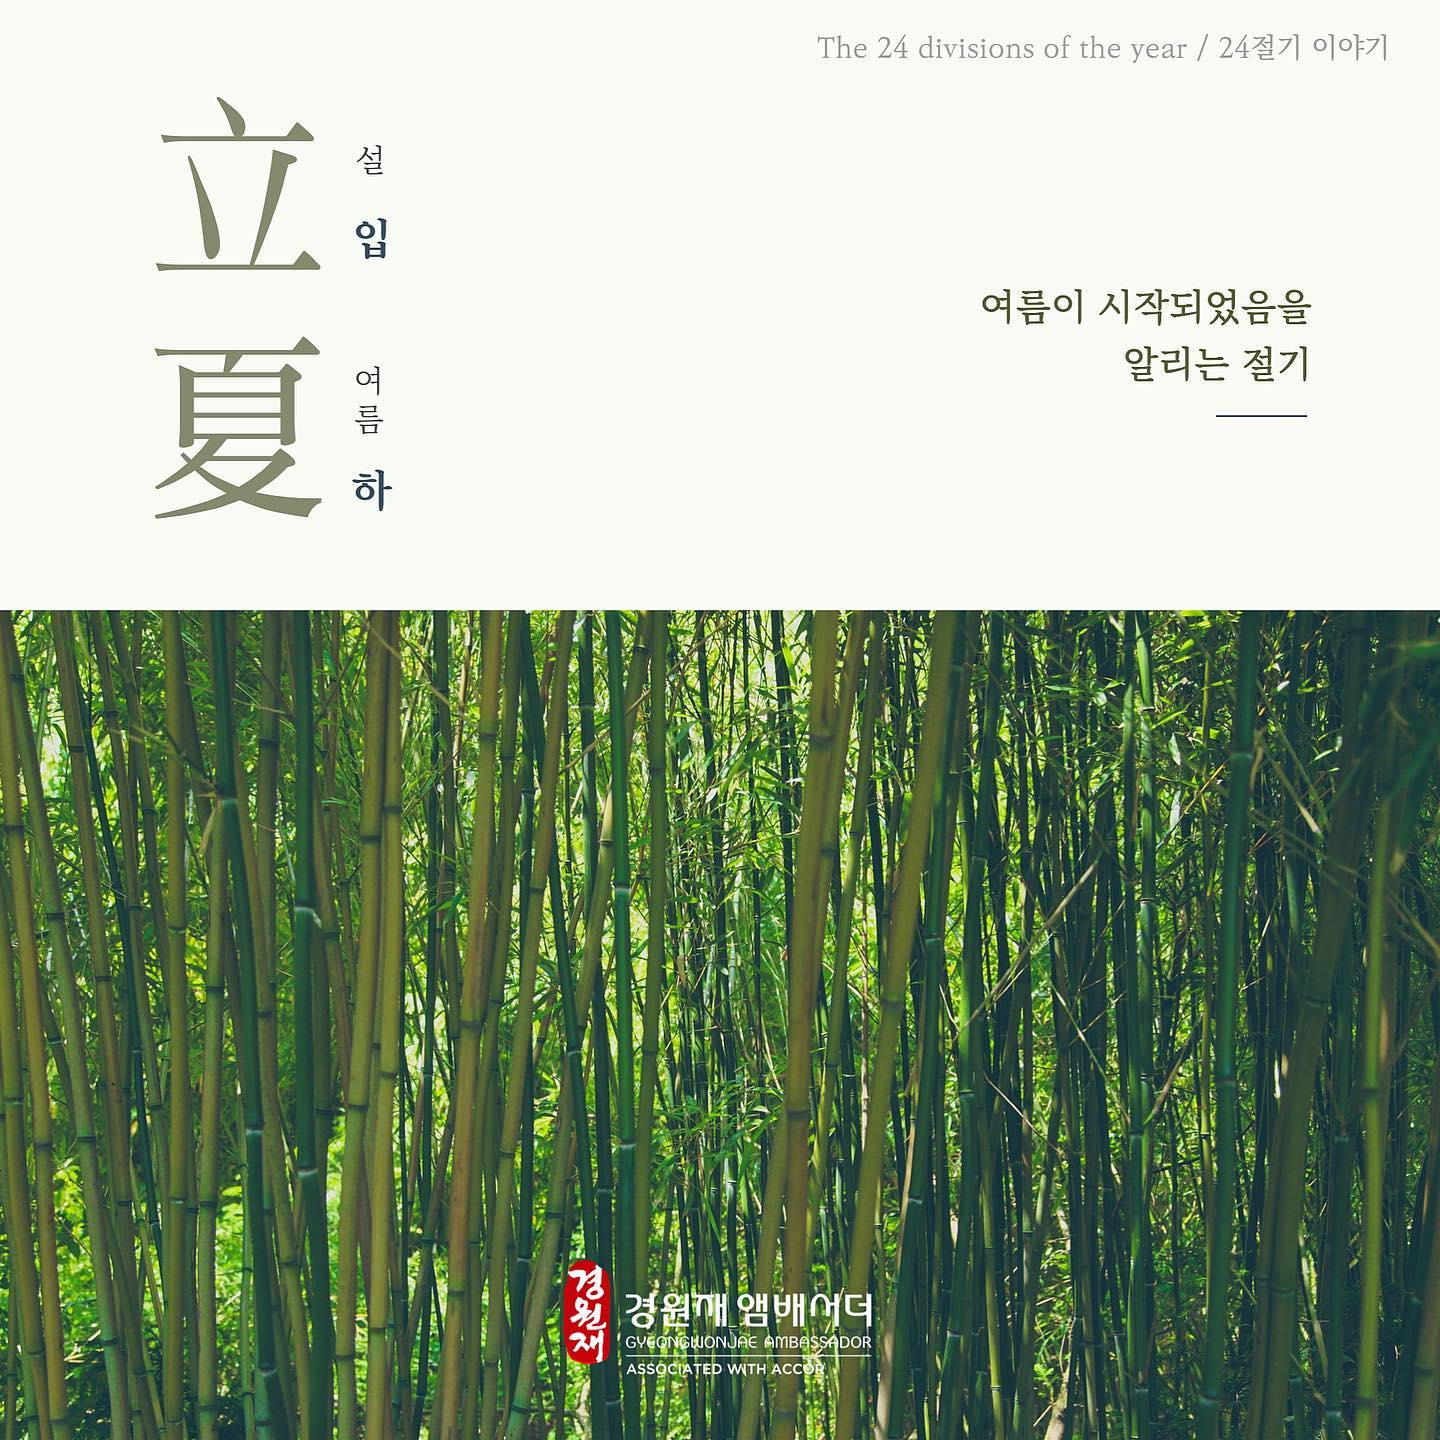 The 24 divisions of the year / 24절기 이야기
立
설
입
夏
여
름
하
여름이 시작되었음을
알리는 절기
경
원
재
경원재 앰배서더
GYEONGWONJAE AMBASSADOR
ASSOCIATED WITH ACCOR